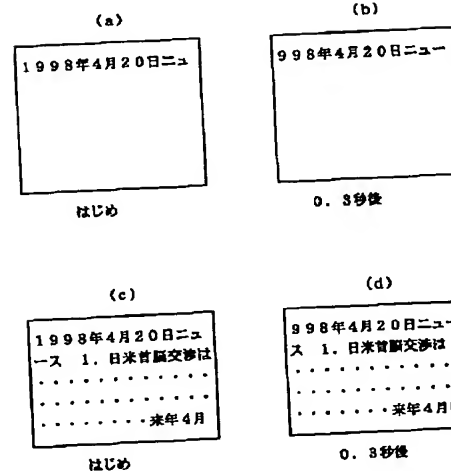 (a)
1998年4月20日ニュ
はじめ
(b)
998年4月20日ニュー
0.3秒後
(c)
1998年4月20日ニュ
ース 1.日米首脳交渉は
・・・・・・・・・・・・
・・・・・・・・・・・・
・・・・・・・・来年4月
はじめ
(d)
998年4月20日ニュー
ス 1.日米首脳交渉は
・・・・・・・・・・・
・・・・・・・・・・・
・・・・・・・来年4月
0.3秒後